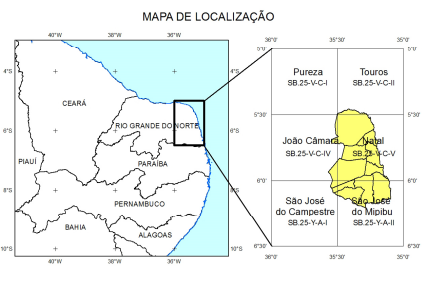 MAPA DE LOCALIZAÇÃO
40°W 38°W 36°W
4°S 4°S
CEARÁ
RIO GRANDE DO NORTE
6°S 6°S
PIAUÍ
PARAÍBA
8°S 8°S
PERNAMBUCO
BAHIA
ALAGOAS
10°S 10°S
40°W 38°W 36°W
36°0' 35°30' 35°0'
5°0' 5°0'
Pureza
SB.25-V-C-I
Touros
SB.25-V-C-II
5°30' 5°30'
João Câmara
SB.25-V-C-IV
Natal
SB.25-V-C-V
6°0' 6°0'
São José
do Campestre
SB.25-Y-A-I
São José
do Mipibu
SB.25-Y-A-II
6°30' 6°30'
36°0' 35°30' 35°0'